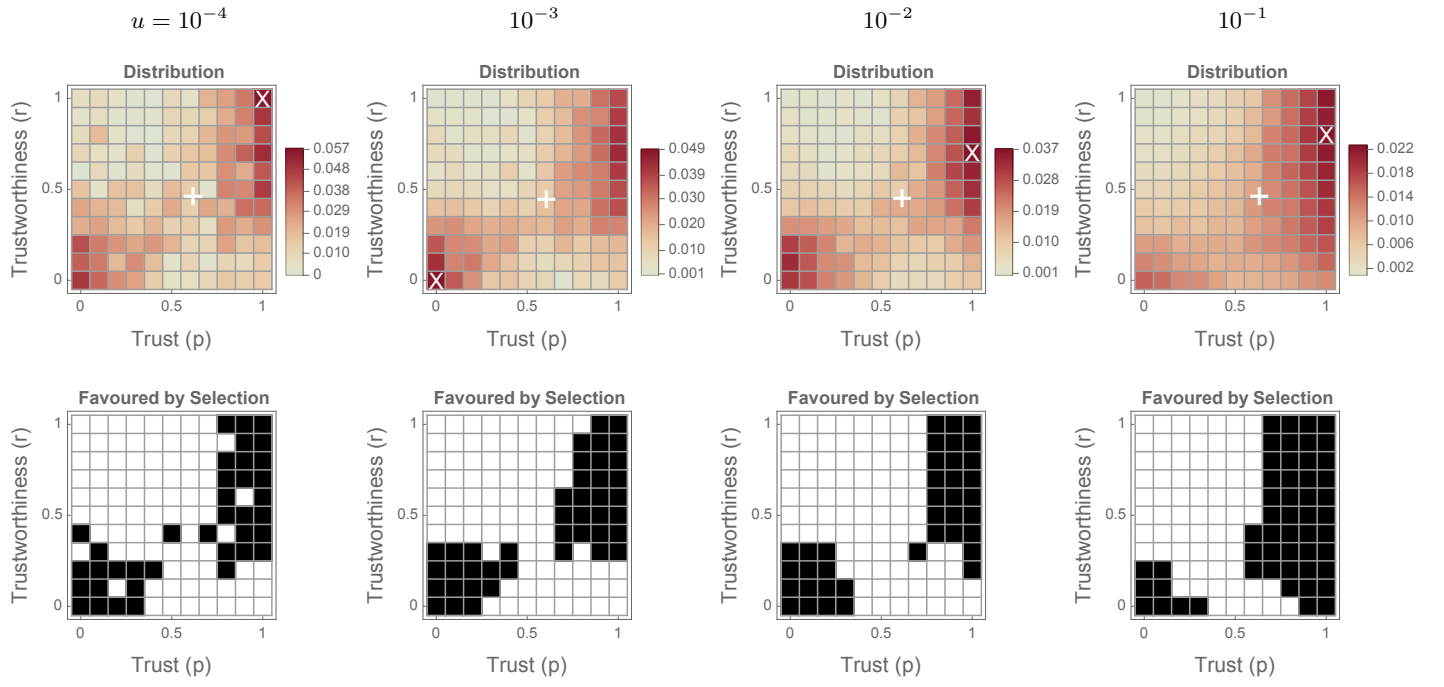 u = 10⁻⁴ 10⁻³ 10⁻² 10⁻¹
Distribution Distribution Distribution Distribution
Trustworthiness (r) Trustworthiness (r) Trustworthiness (r) Trustworthiness (r)
1 0.5 0
0 0.5 1
Trust (p)
0.057
0.048
0.038
0.029
0.019
0.010
0
1 0.5 0
0 0.5 1
Trust (p)
0.049
0.040
0.030
0.020
0.010
0.001
1 0.5 0
0 0.5 1
Trust (p)
0.037
0.028
0.019
0.010
0.001
1 0.5 0
0 0.5 1
Trust (p)
0.022
0.018
0.014
0.010
0.006
0.002
X X X X
Favoured by Selection Favoured by Selection Favoured by Selection Favoured by Selection
Trustworthiness (r) Trustworthiness (r) Trustworthiness (r) Trustworthiness (r)
1 1 1 1
0.5 0.5 0.5 0.5
0 0 0 0
0 0.5 1 0 0.5 1 0 0.5 1 0 0.5 1
Trust (p) Trust (p) Trust (p) Trust (p)